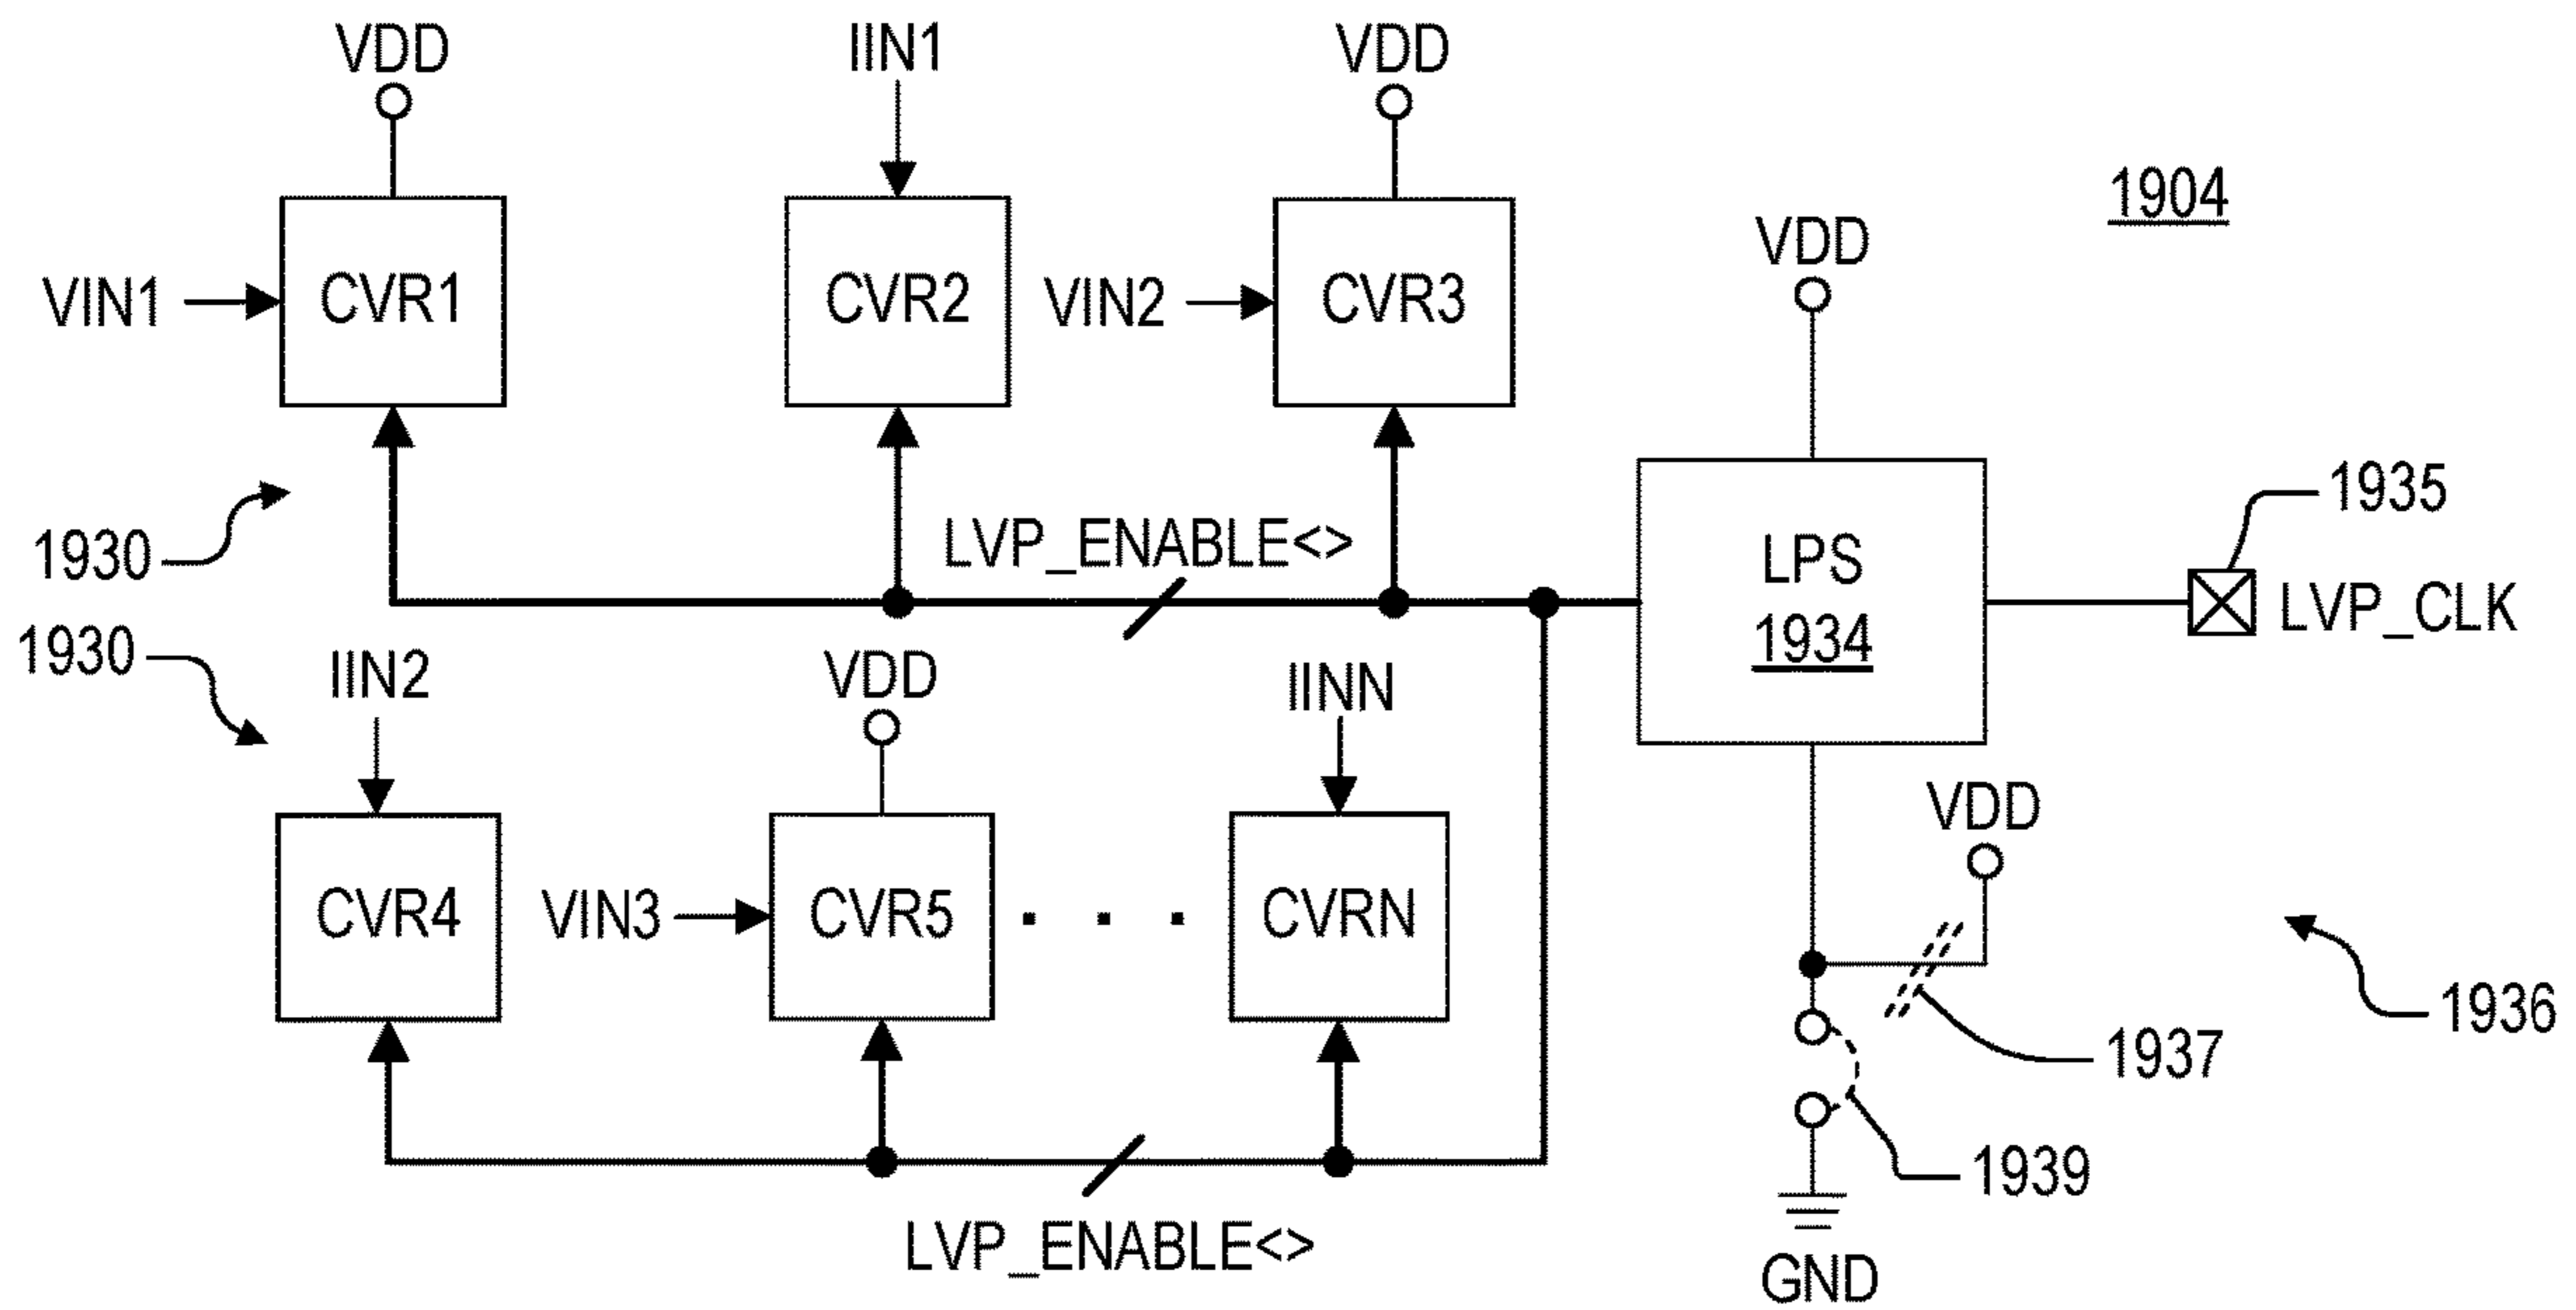 VDD
IIN1
VDD
1904
VDD
VIN1
CVR1
CVR2
VIN2
CVR3
1935
1930
LVP_ENABLE<>
LPS
1934
LVP_CLK
1930
IIN2
VDD
IINN
VDD
CVR4
VIN3
CVR5
. . .
CVRN
1936
1937
1939
LVP_ENABLE<>
GND